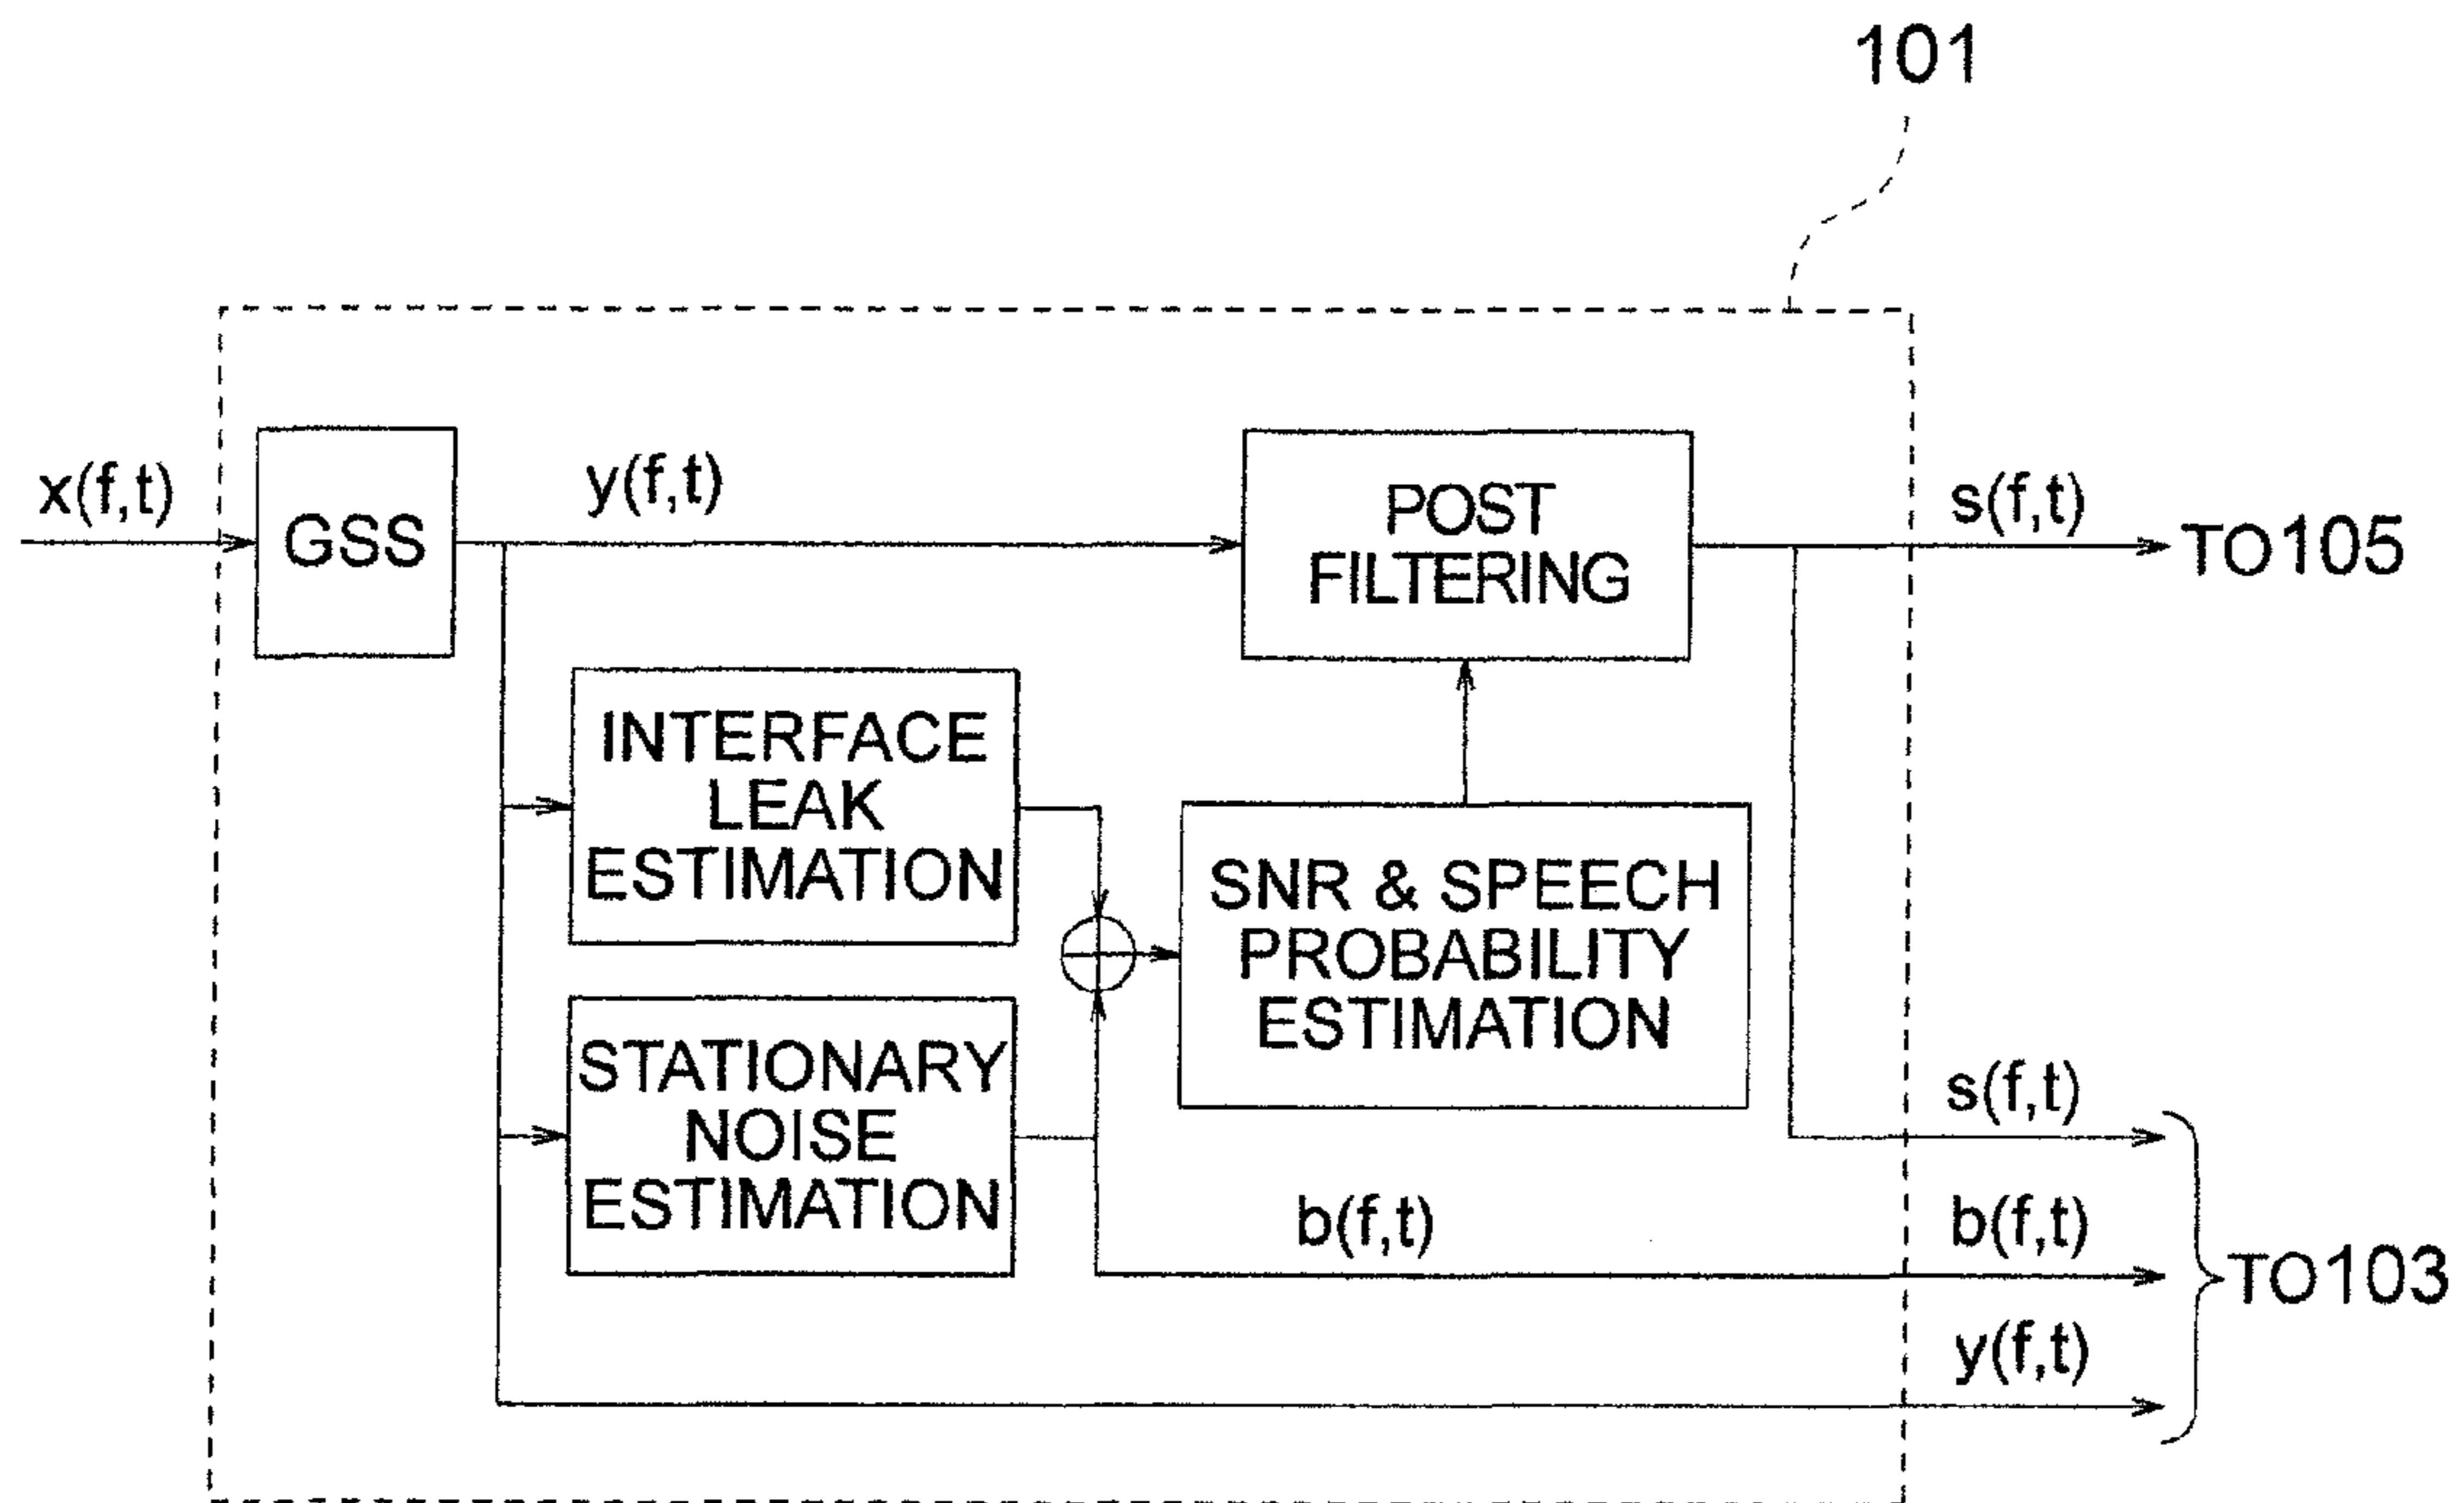 101
x(f,t)
GSS
y(f,t)
POST
FILTERING
s(f,t)
TO105
INTERFACE
LEAK
ESTIMATION
SNR & SPEECH
PROBABILITY
ESTIMATION
STATIONARY
NOISE
ESTIMATION
s(f,t)
b(f,t)
b(f,t)
TO103
y(f,t)